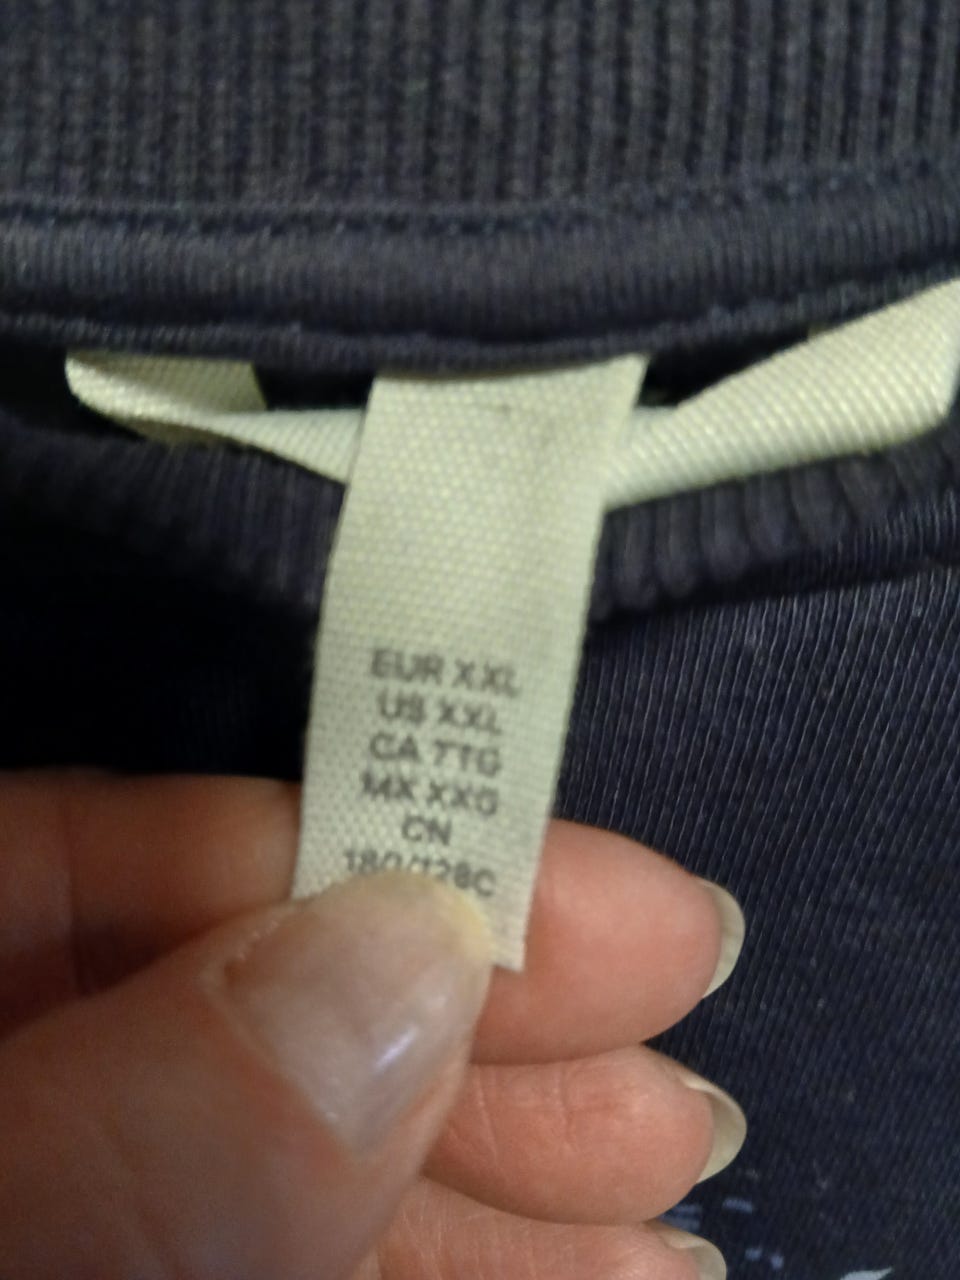 EUR XXL
US XXL
CA TTG
MX XXG
CN
180/128C